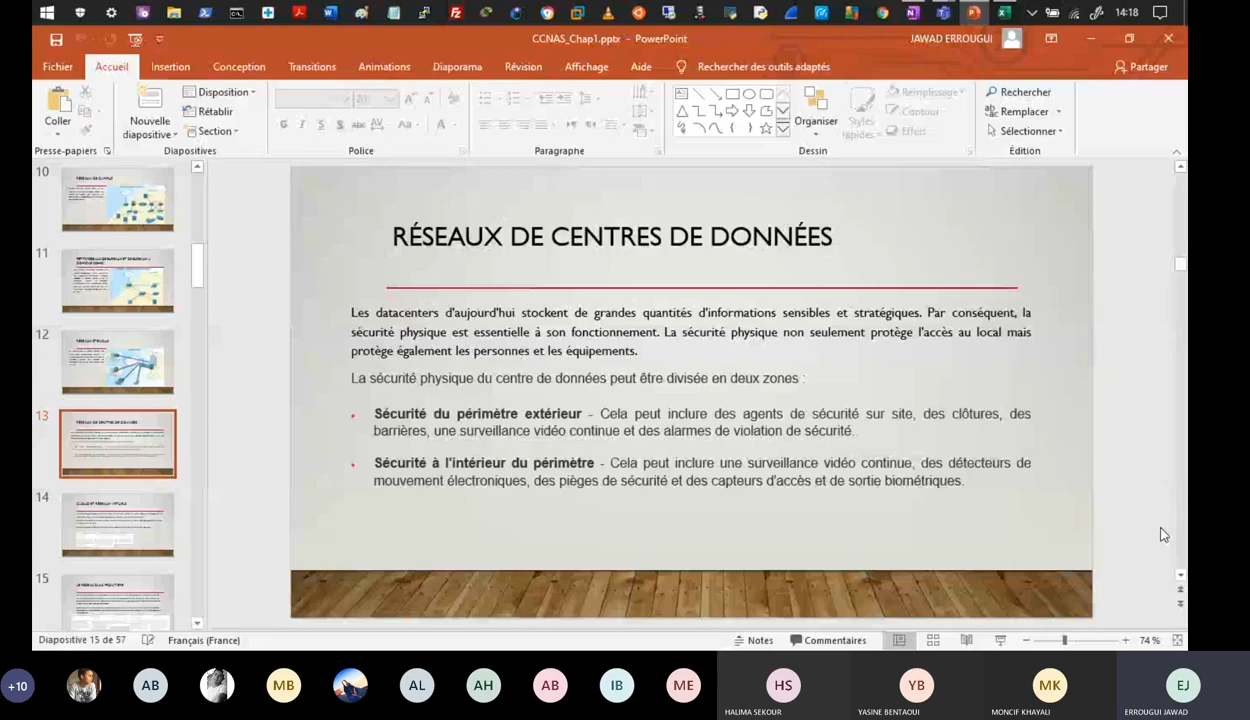 14:18
CCNAS_Chap1.pptx - PowerPoint
JAWAD ERROUGUI
Fichier Accueil Insertion Conception Transitions Animations Diaporama Révision Affichage Aide Rechercher des outils adaptés Partager
Coller
Presse-papiers
Nouvelle
diapositive
Disposition
Rétablir
Section
Diapositives
G I S S abc AV Aa A
Police
Paragraphe
Organiser
Styles
rapides
Remplissage
Contour
Effets
Dessin
Rechercher
Remplacer
Sélectionner
Édition
10
11
12
13
14
15
RÉSEAUX DE CENTRES DE DONNÉES
Les datacenters d'aujourd'hui stockent de grandes quantités d'informations sensibles et stratégiques. Par conséquent, la
sécurité physique est essentielle à son fonctionnement. La sécurité physique non seulement protège l'accès au local mais
protège également les personnes et les équipements.
La sécurité physique du centre de données peut être divisée en deux zones :
• Sécurité du périmètre extérieur - Cela peut inclure des agents de sécurité sur site, des clôtures, des
barrières, une surveillance vidéo continue et des alarmes de violation de sécurité.
• Sécurité à l'intérieur du périmètre - Cela peut inclure une surveillance vidéo continue, des détecteurs de
mouvement électroniques, des pièges de sécurité et des capteurs d'accès et de sortie biométriques.
Diapositive 15 de 57 Français (France) Notes Commentaires 74 %
+10 AB MB AL AH AB IB ME HS YB MK EJ
HALIMA SEKOUR YASINE BENTAOUI MONCIF KHAYALI ERROUGUI JAWAD